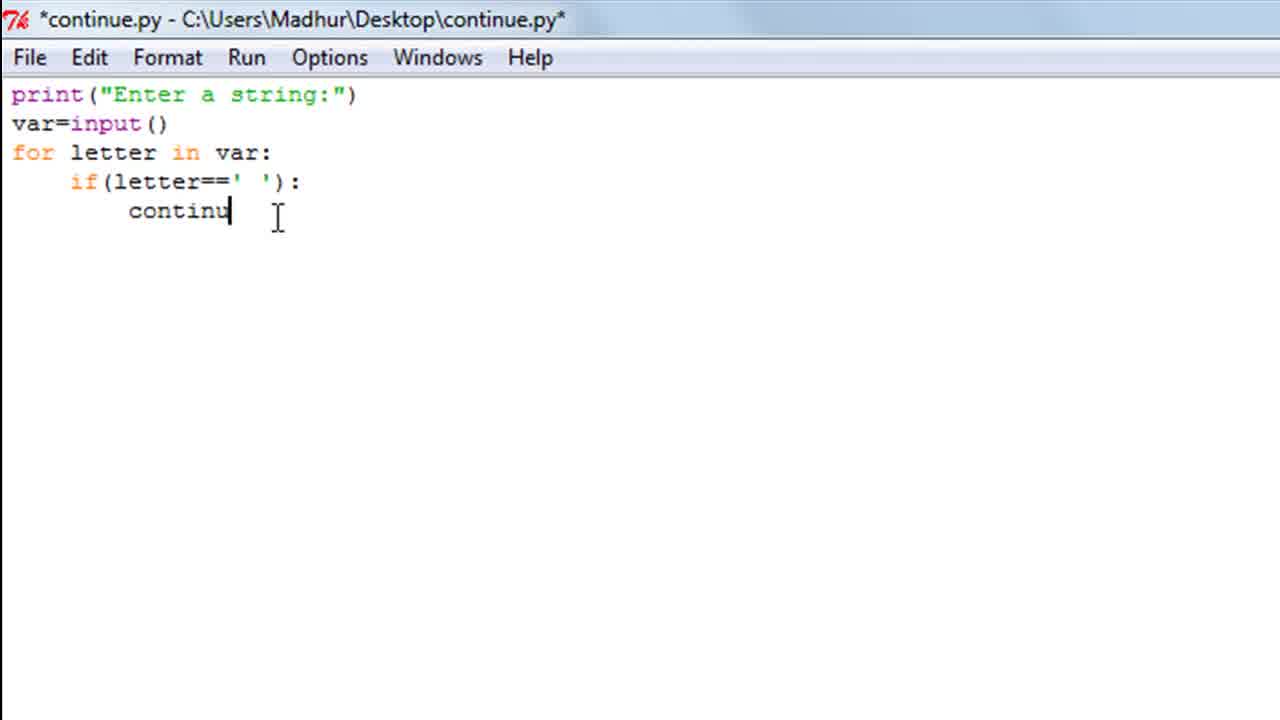 *continue.py - C:\Users\Madhur\Desktop\continue.py*
File Edit Format Run Options Windows Help
print("Enter a string:")
var=input()
for letter in var:
    if(letter==' '):
        continu